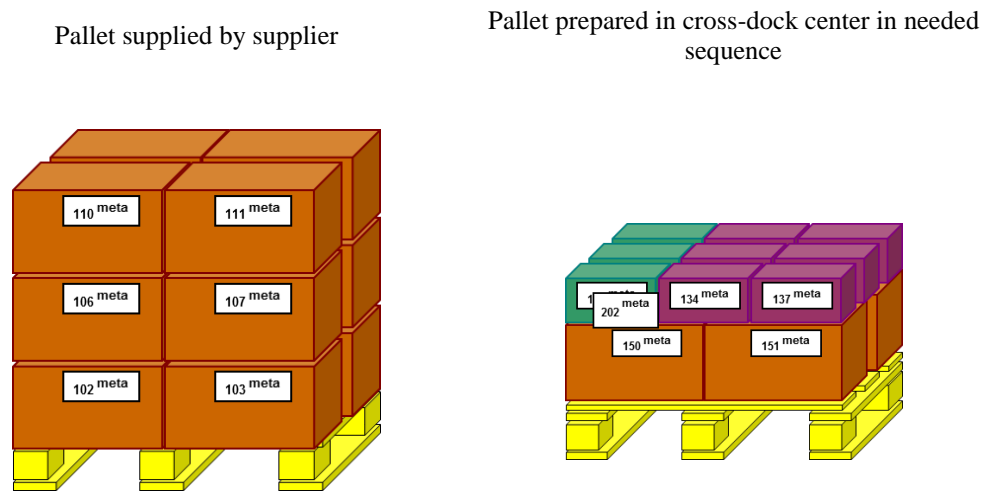 Pallet supplied by supplier
Pallet prepared in cross-dock center in needed
sequence
110 meta
111 meta
106 meta
107 meta
102 meta
103 meta
134 meta
137 meta
202 meta
150 meta
151 meta